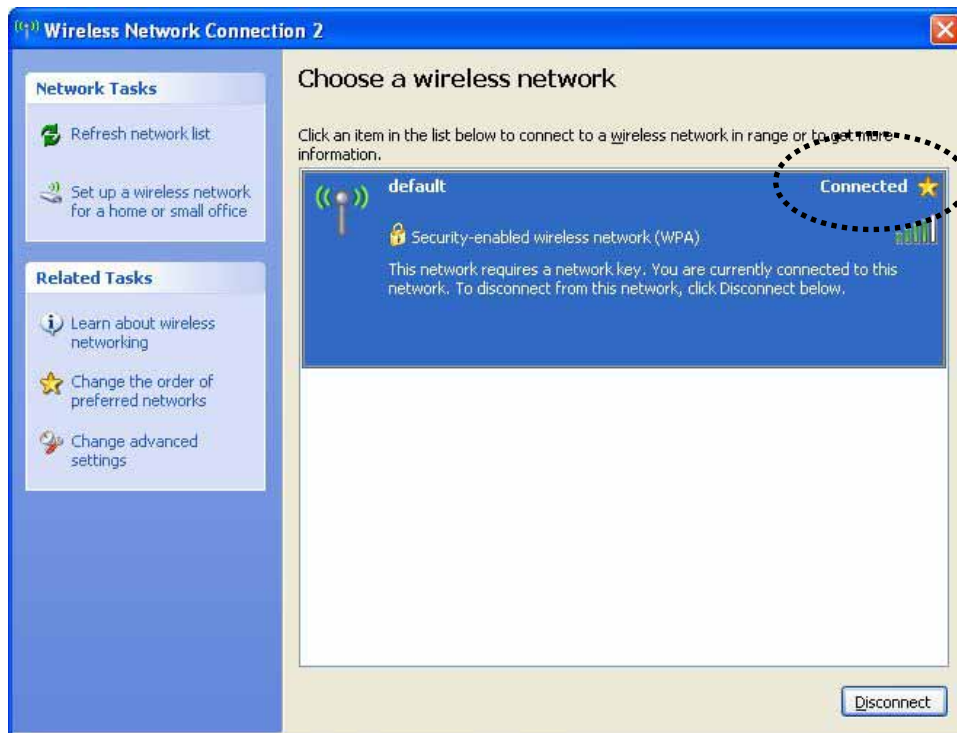 Wireless Network Connection 2
Network Tasks
Refresh network list
Set up a wireless network
for a home or small office
Related Tasks
Learn about wireless
networking
Change the order of
preferred networks
Change advanced
settings
Choose a wireless network
Click an item in the list below to connect to a wireless network in range or to get more
information.
default
Connected
Security-enabled wireless network (WPA)
This network requires a network key. You are currently connected to this
network. To disconnect from this network, click Disconnect below.
Disconnect